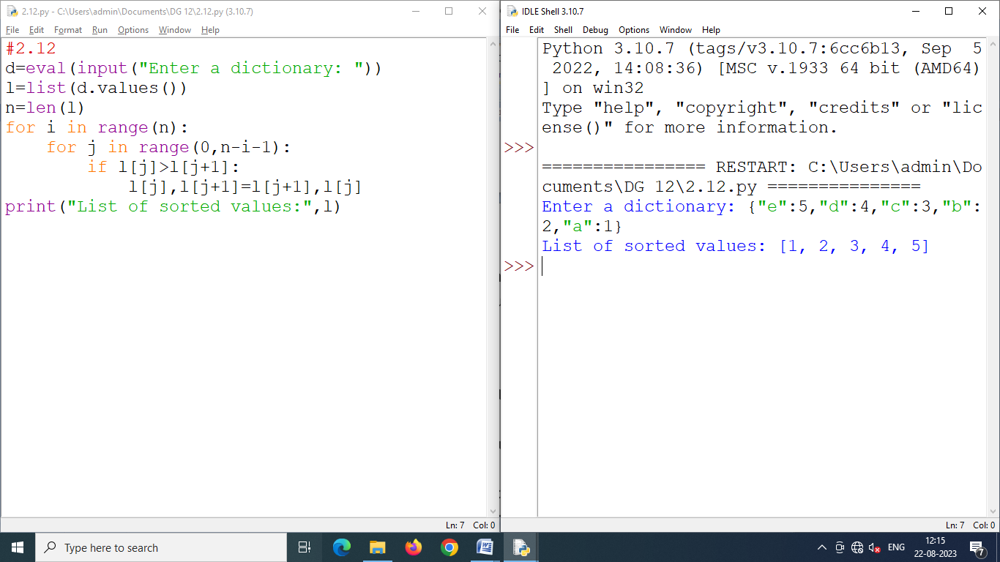 2.12.py - C:\Users\admin\Documents\DG 12\2.12.py (3.10.7)
File Edit Format Run Options Window Help
#2.12
d=eval(input("Enter a dictionary: "))
l=list(d.values())
n=len(l)
for i in range(n):
    for j in range(0,n-i-1):
        if l[j]>l[j+1]:
            l[j],l[j+1]=l[j+1],l[j]
print("List of sorted values:",l)
Ln: 7 Col: 0
IDLE Shell 3.10.7
File Edit Shell Debug Options Window Help
Python 3.10.7 (tags/v3.10.7:6cc6b13, Sep  5
 2022, 14:08:36) [MSC v.1933 64 bit (AMD64)
] on win32
Type "help", "copyright", "credits" or "lic
ense()" for more information.
>>>
================ RESTART: C:\Users\admin\Do
cuments\DG 12\2.12.py ===============
Enter a dictionary: {"e":5,"d":4,"c":3,"b":
2,"a":1}
List of sorted values: [1, 2, 3, 4, 5]
>>>
Ln: 7 Col: 0
Type here to search
ENG
12:15
22-08-2023
7